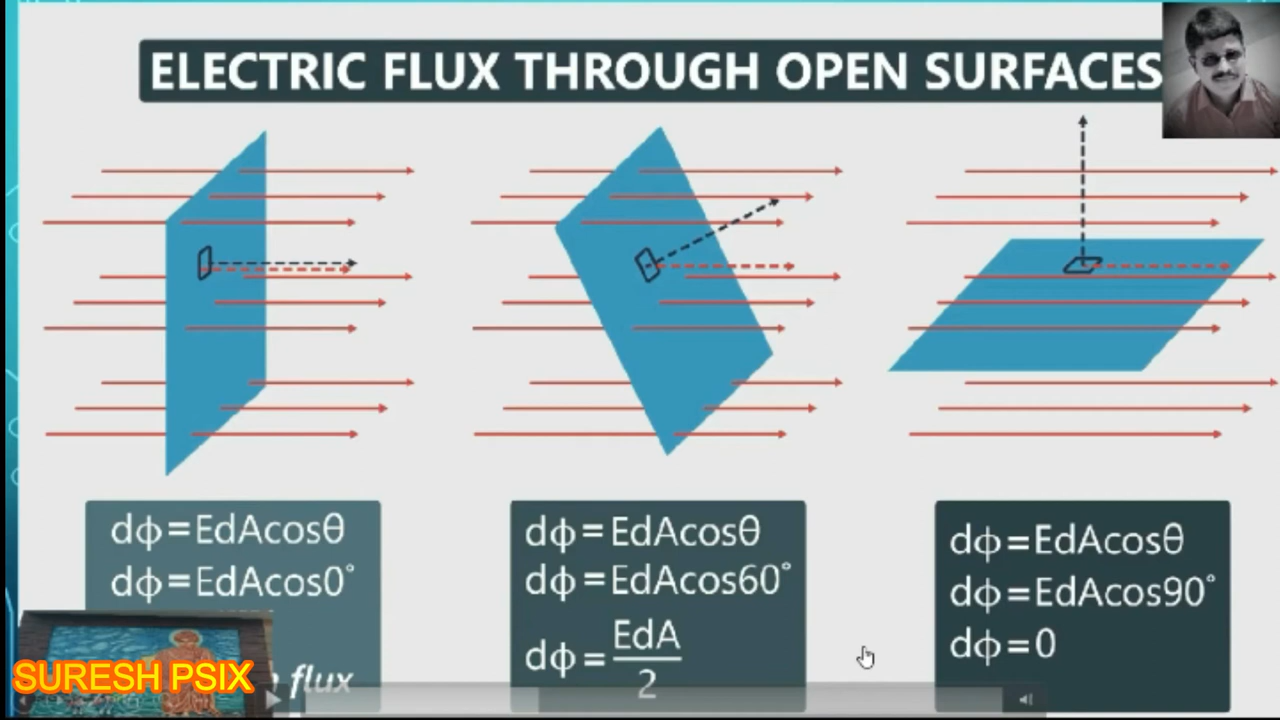 ELECTRIC FLUX THROUGH OPEN SURFACES
dϕ=EdAcosθ
dϕ=EdAcos0°
flux
SURESH PSIX
dϕ=EdAcosθ
dϕ=EdAcos60°
dϕ=EdA/2
dϕ=EdAcosθ
dϕ=EdAcos90°
dϕ=0